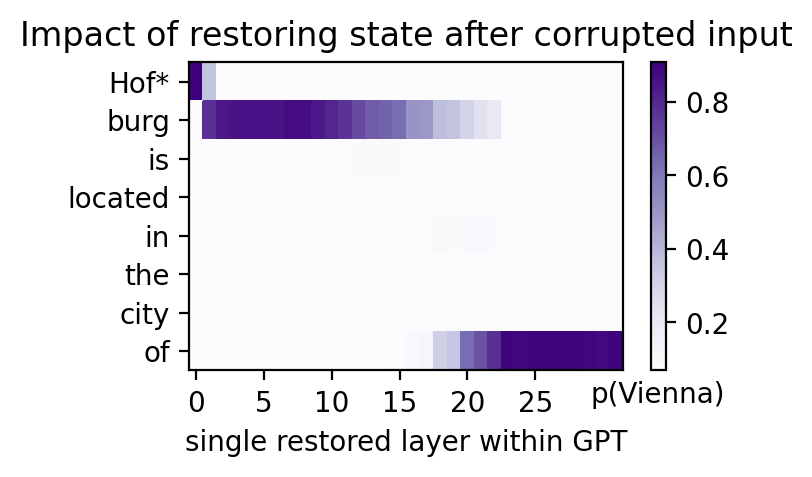 Impact of restoring state after corrupted input
Hof*
burg
is
located
in
the
city
of
0 5 10 15 20 25
single restored layer within GPT
0.8
0.6
0.4
0.2
p(Vienna)